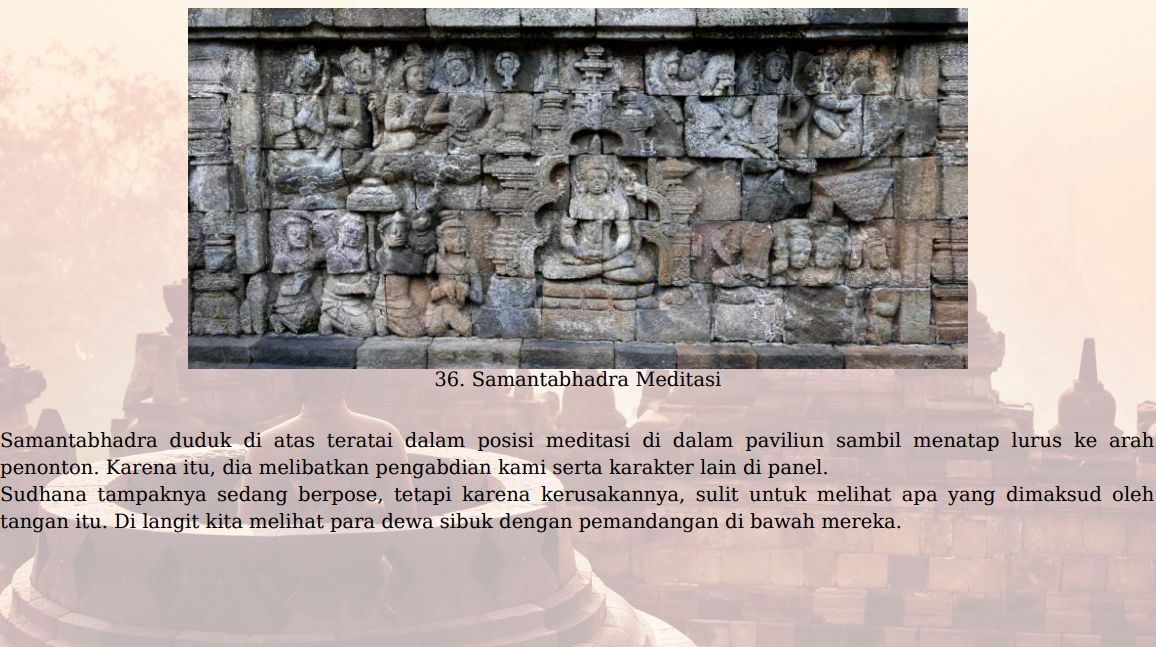 36. Samantabhadra Meditasi
Samantabhadra duduk di atas teratai dalam posisi meditasi di dalam paviliun sambil menatap lurus ke arah
penonton. Karena itu, dia melibatkan pengabdian kami serta karakter lain di panel.
Sudhana tampaknya sedang berpose, tetapi karena kerusakannya, sulit untuk melihat apa yang dimaksud oleh
tangan itu. Di langit kita melihat para dewa sibuk dengan pemandangan di bawah mereka.